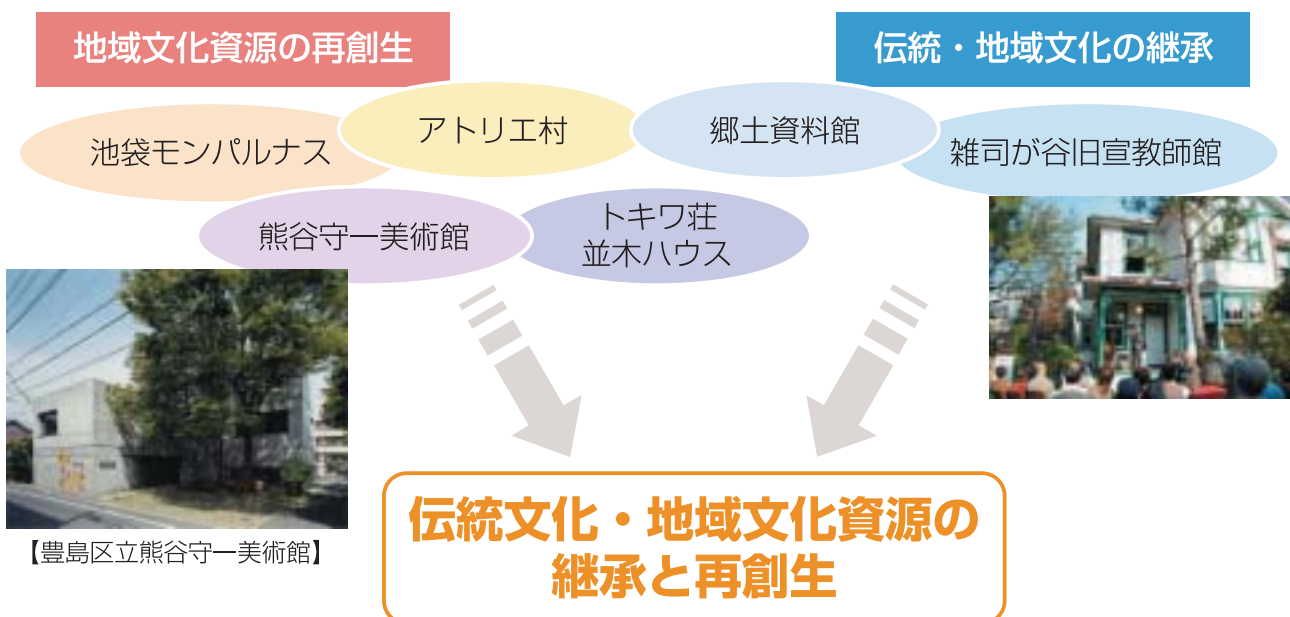 地域文化資源の再創生
伝統・地域文化の継承
池袋モンパルナス
アトリエ村
郷土資料館
雑司が谷旧宣教師館
熊谷守一美術館
トキワ荘
並木ハウス
【豊島区立熊谷守一美術館】
伝統文化・地域文化資源の
継承と再創生